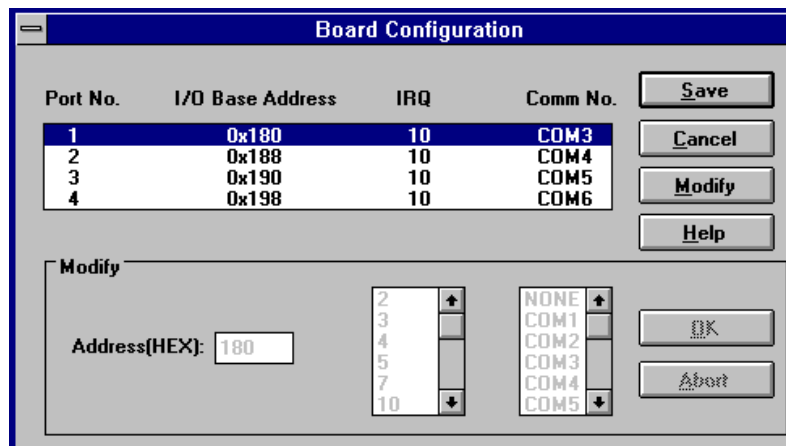 Board Configuration
Port No. I/O Base Address IRQ Comm No.
1 0x180 10 COM3
2 0x188 10 COM4
3 0x190 10 COM5
4 0x198 10 COM6
Save
Cancel
Modify
Help
Modify
Address(HEX): 180
2
3
4
5
7
10
NONE
COM1
COM2
COM3
COM4
COM5
OK
Abort